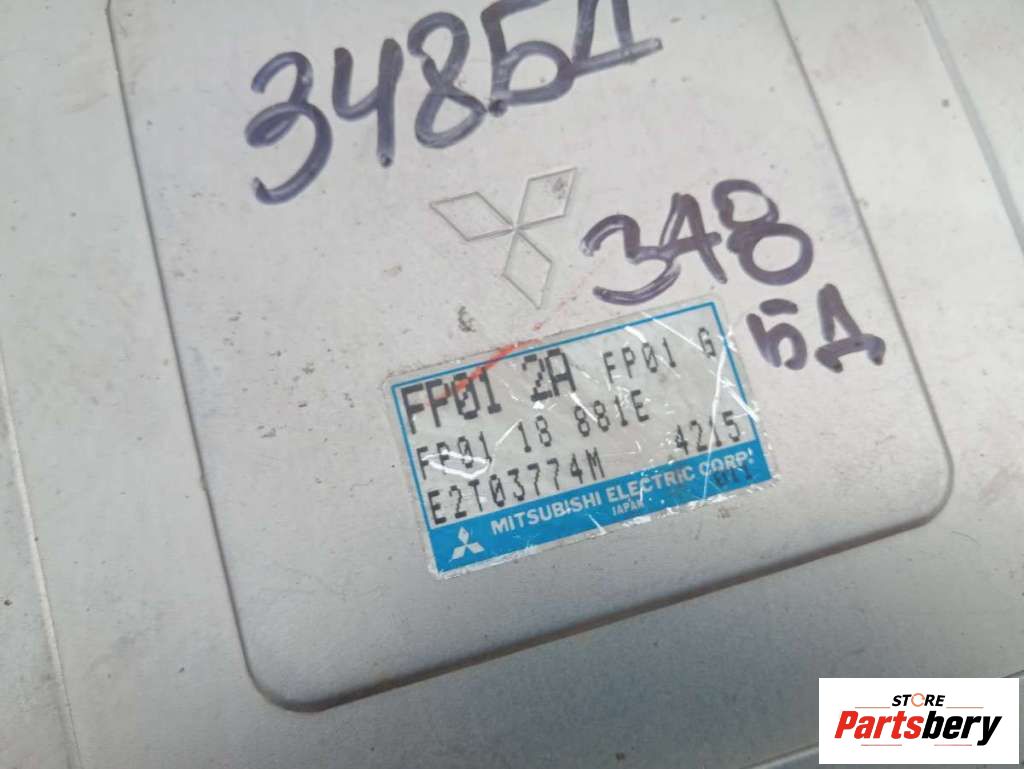 348БД
348
БД
FP01 2A FP01 G
FP01 18 881E
E2T03774M 4215
MITSUBISHI ELECTRIC CORP.
JAPAN
STORE
Partsbery